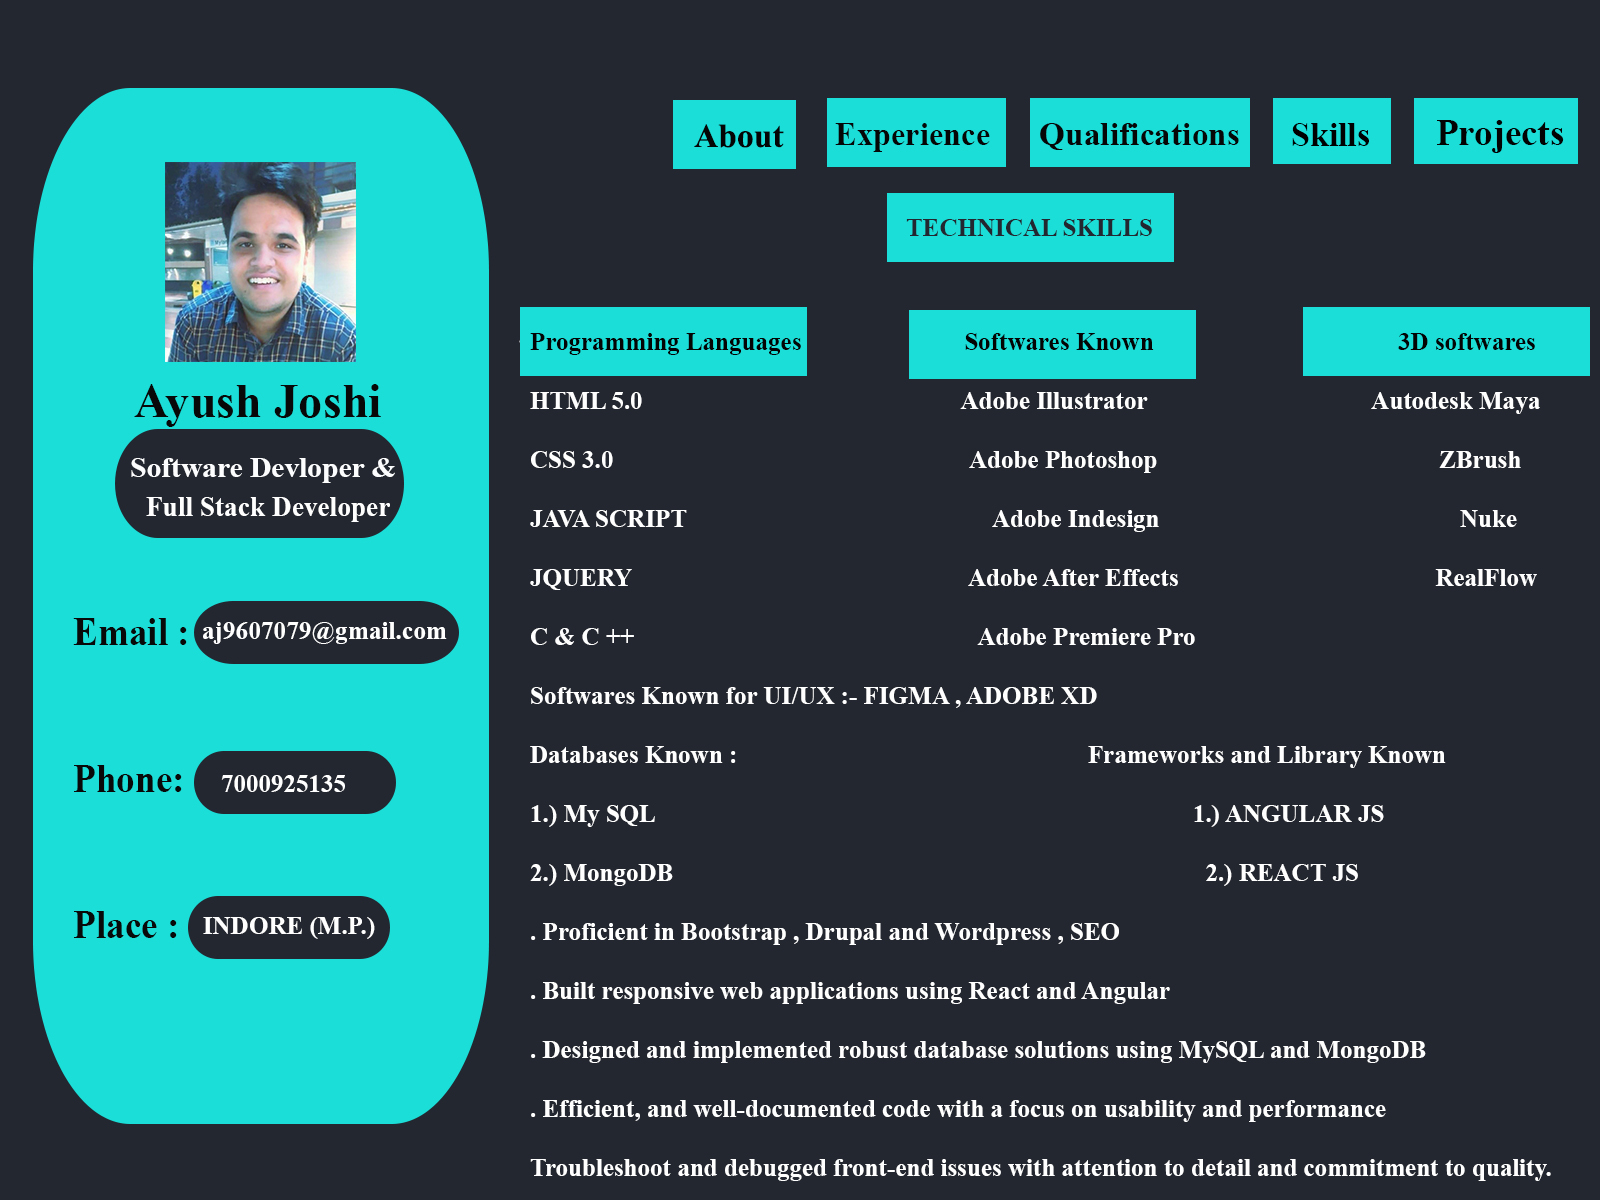 About Experience Qualifications Skills Projects
TECHNICAL SKILLS
Ayush Joshi
Software Devloper &
Full Stack Developer
Email : aj9607079@gmail.com
Phone: 7000925135
Place : INDORE (M.P.)
Programming Languages Softwares Known 3D softwares
HTML 5.0 Adobe Illustrator Autodesk Maya
CSS 3.0 Adobe Photoshop ZBrush
JAVA SCRIPT Adobe Indesign Nuke
JQUERY Adobe After Effects RealFlow
C & C ++ Adobe Premiere Pro
Softwares Known for UI/UX :- FIGMA , ADOBE XD
Databases Known : Frameworks and Library Known
1.) My SQL 1.) ANGULAR JS
2.) MongoDB 2.) REACT JS
. Proficient in Bootstrap , Drupal and Wordpress , SEO
. Built responsive web applications using React and Angular
. Designed and implemented robust database solutions using MySQL and MongoDB
. Efficient, and well-documented code with a focus on usability and performance
Troubleshoot and debugged front-end issues with attention to detail and commitment to quality.